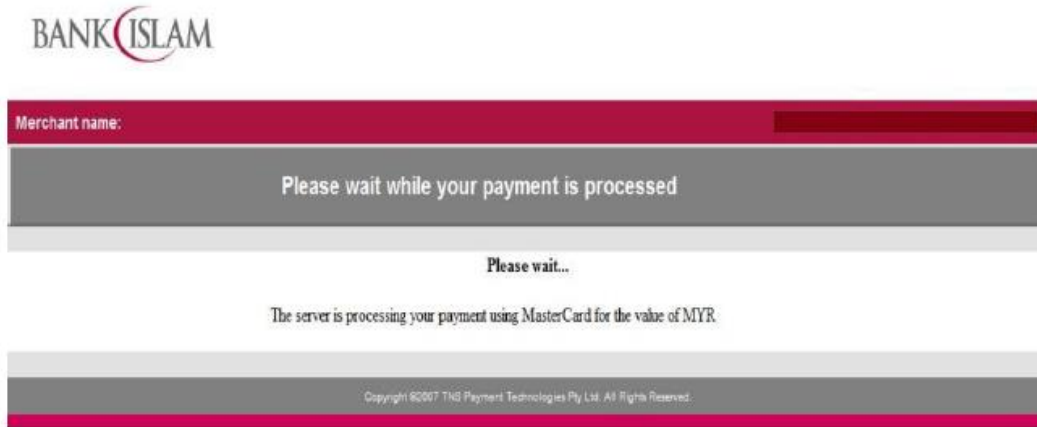 BANK ISLAM
Merchant name:
Please wait while your payment is processed
Please wait...
The server is processing your payment using MasterCard for the value of MYR
Copyright ©2007 TNS Payment Technologies Pty Ltd. All Rights Reserved.